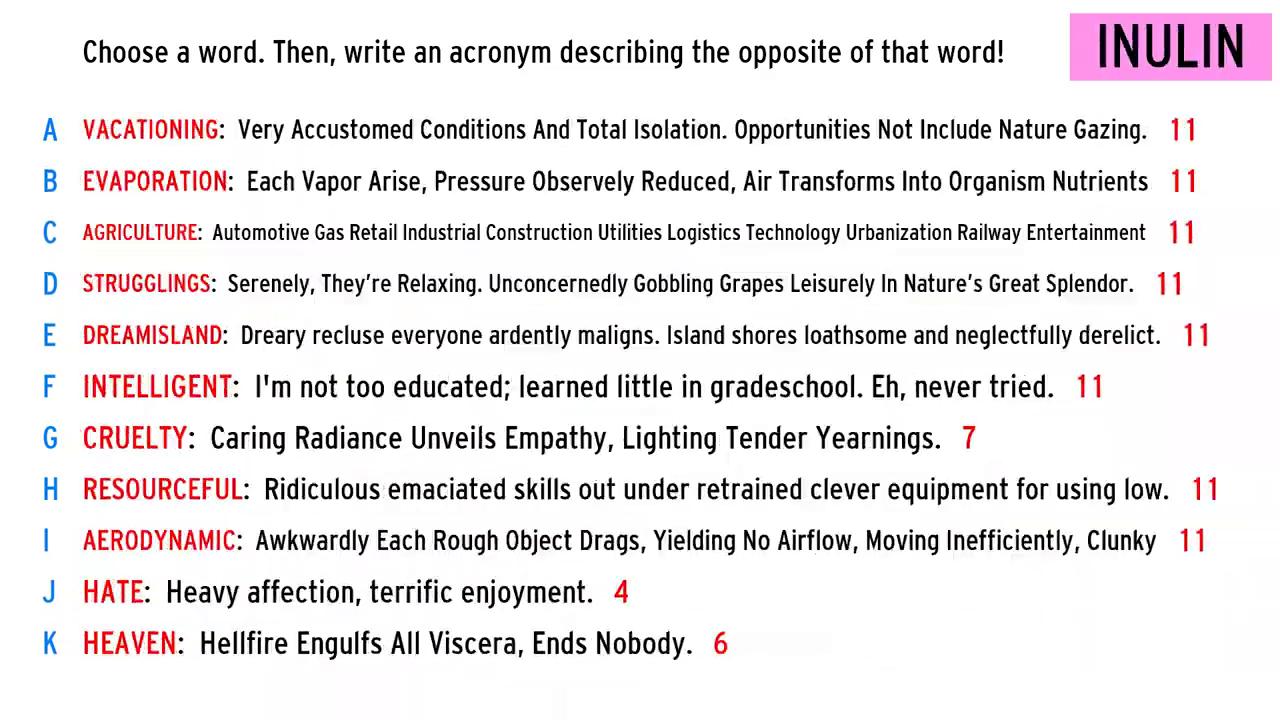 Choose a word. Then, write an acronym describing the opposite of that word!
INULIN
A VACATIONING: Very Accustomed Conditions And Total Isolation. Opportunities Not Include Nature Gazing. 11
B EVAPORATION: Each Vapor Arise, Pressure Observely Reduced, Air Transforms Into Organism Nutrients 11
C AGRICULTURE: Automotive Gas Retail Industrial Construction Utilities Logistics Technology Urbanization Railway Entertainment 11
D STRUGGLINGS: Serenely, They're Relaxing. Unconcernedly Gobbling Grapes Leisurely In Nature's Great Splendor. 11
E DREAMISLAND: Dreary recluse everyone ardently maligns. Island shores loathsome and neglectfully derelict. 11
F INTELLIGENT: I'm not too educated; learned little in gradeschool. Eh, never tried. 11
G CRUELTY: Caring Radiance Unveils Empathy, Lighting Tender Yearnings. 7
H RESOURCEFUL: Ridiculous emaciated skills out under retrained clever equipment for using low. 11
I AERODYNAMIC: Awkwardly Each Rough Object Drags, Yielding No Airflow, Moving Inefficiently, Clunky 11
J HATE: Heavy affection, terrific enjoyment. 4
K HEAVEN: Hellfire Engulfs All Viscera, Ends Nobody. 6